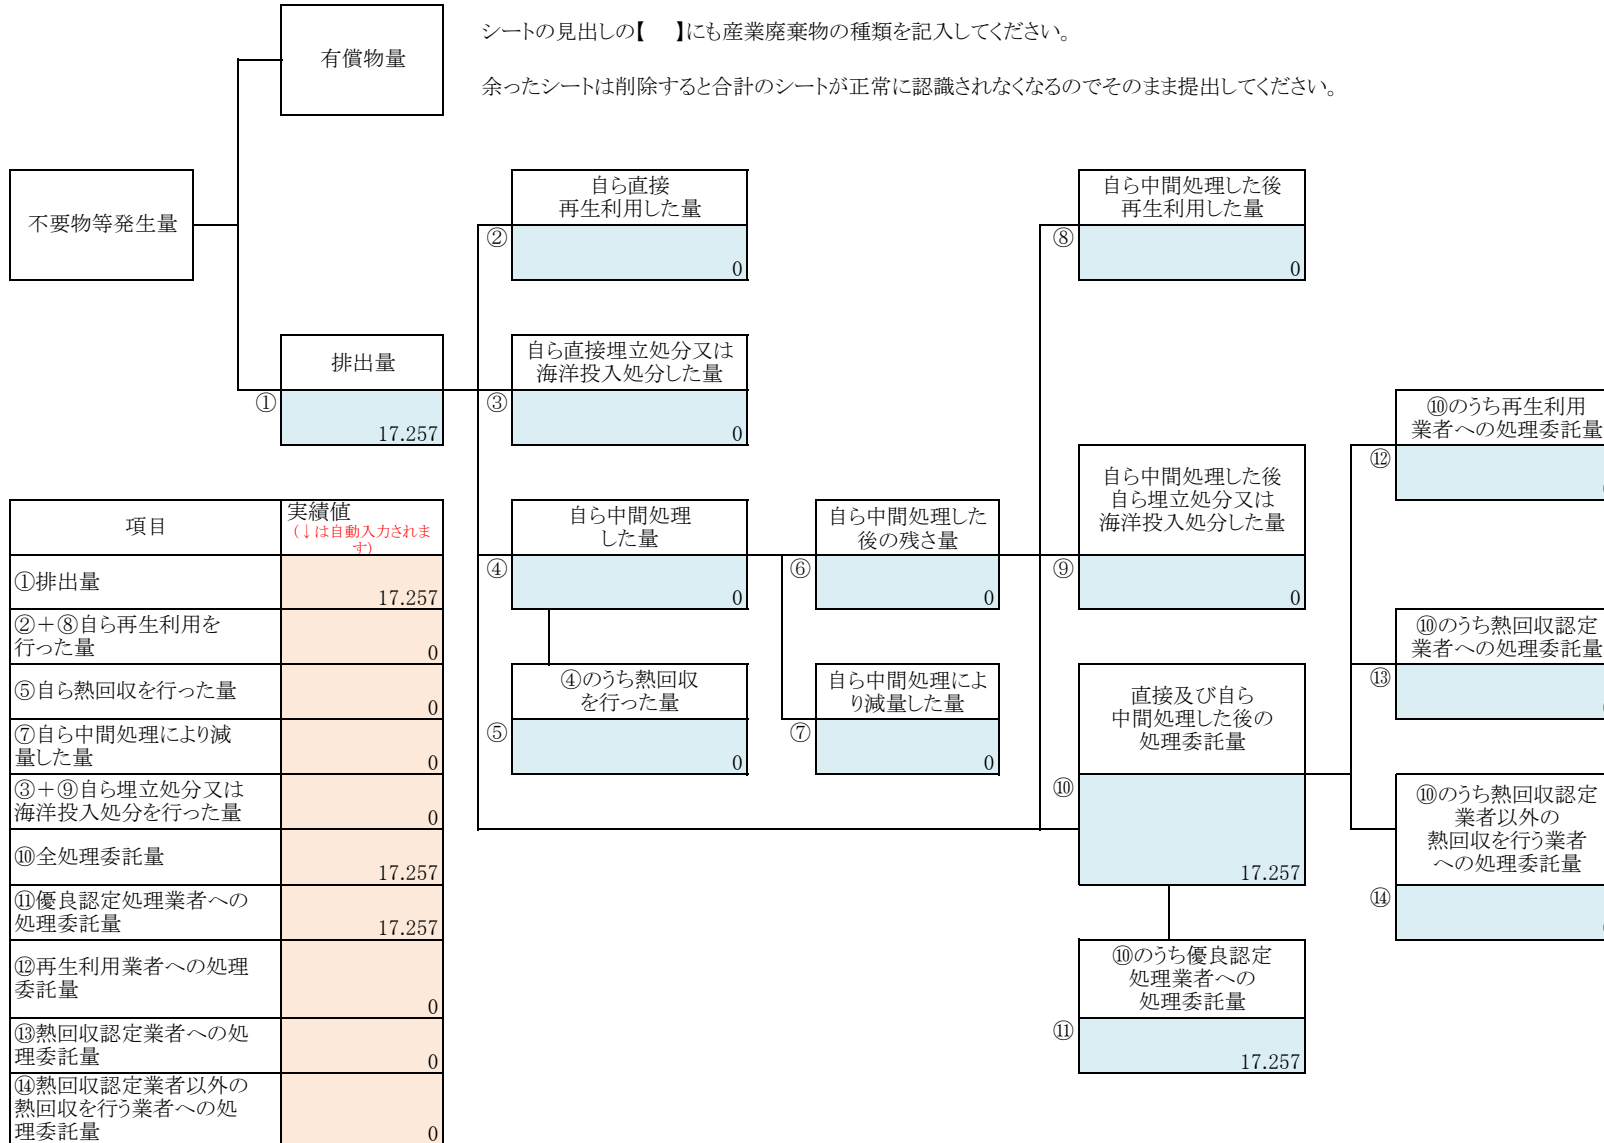 シートの見出しの【　】にも産業廃棄物の種類を記入してください。
余ったシートは削除すると合計のシートが正常に認識されなくなるのでそのまま提出してください。
有償物量
不要物等発生量
排出量
①
17.257
自ら直接
再生利用した量
②
0
自ら直接埋立処分又は
海洋投入処分した量
③
0
自ら中間処理
した量
④
0
④のうち熱回収
を行った量
⑤
0
自ら中間処理した
後の残さ量
⑥
0
自ら中間処理によ
り減量した量
⑦
0
自ら中間処理した後
再生利用した量
⑧
0
自ら中間処理した後
自ら埋立処分又は
海洋投入処分した量
⑨
0
直接及び自ら
中間処理した後の
処理委託量
⑩
17.257
⑩のうち優良認定
処理業者への
処理委託量
⑪
17.257
⑩のうち再生利用
業者への処理委託量
⑫
⑩のうち熱回収認定
業者への処理委託量
⑬
⑩のうち熱回収認定
業者以外の
熱回収を行う業者
への処理委託量
⑭
項目
実績値
（↓は自動入力されま
す）
①排出量
17.257
②＋⑧自ら再生利用を
行った量
0
⑤自ら熱回収を行った量
0
⑦自ら中間処理により減
量した量
0
③＋⑨自ら埋立処分又は
海洋投入処分を行った量
0
⑩全処理委託量
17.257
⑪優良認定処理業者への
処理委託量
17.257
⑫再生利用業者への処理
委託量
0
⑬熱回収認定業者への処
理委託量
0
⑭熱回収認定業者以外の
熱回収を行う業者への処
理委託量
0